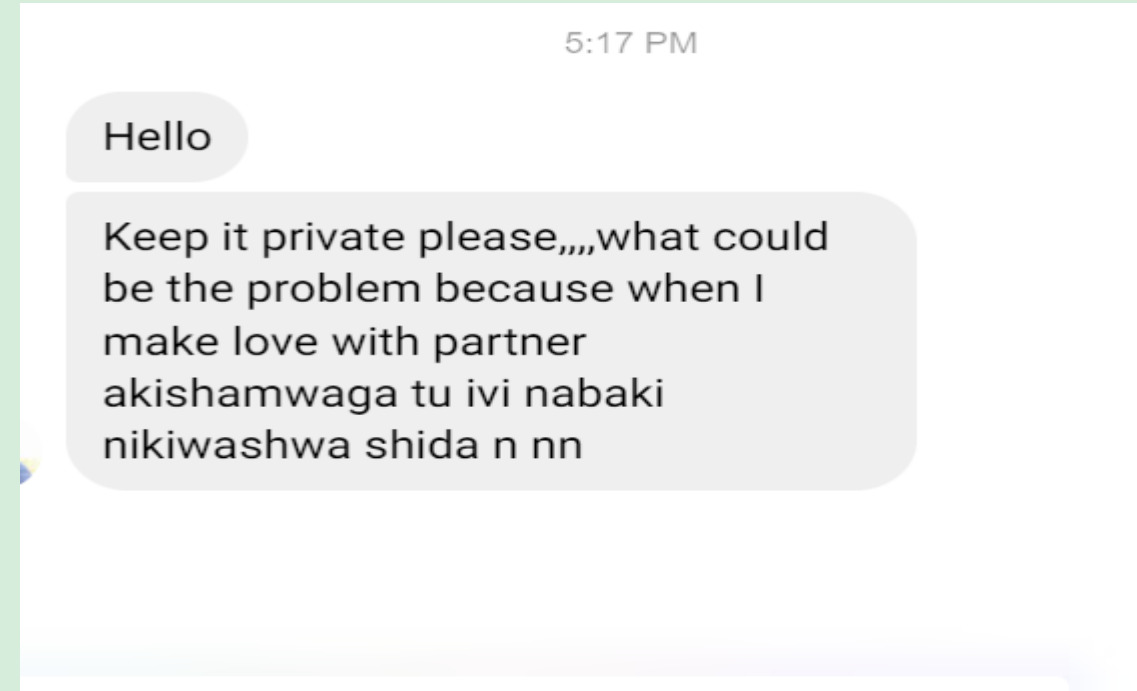 5:17 PM
Hello
Keep it private please,,,,what could
be the problem because when I
make love with partner
akishamwaga tu ivi nabaki
nikiwashwa shida n nn